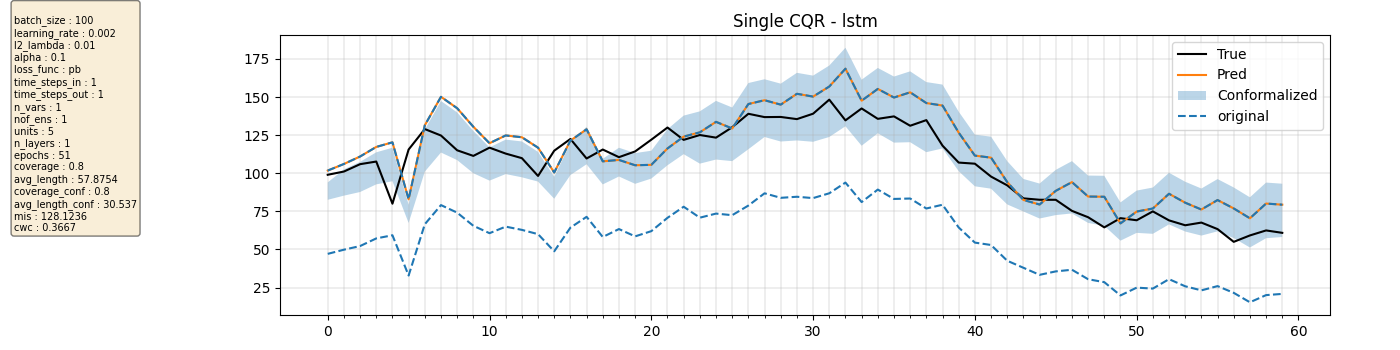 batch_size : 100
learning_rate : 0.002
l2_lambda : 0.01
alpha : 0.1
loss_func : pb
time_steps_in : 1
time_steps_out : 1
n_vars : 1
nof_ens : 1
units : 5
n_layers : 1
epochs : 51
coverage : 0.8
avg_length : 57.8754
coverage_conf : 0.8
avg_length_conf : 30.537
mis : 128.1236
cwc : 0.3667
Single CQR - lstm
True
Pred
Conformalized
original
175
150
125
100
75
50
25
0 10 20 30 40 50 60